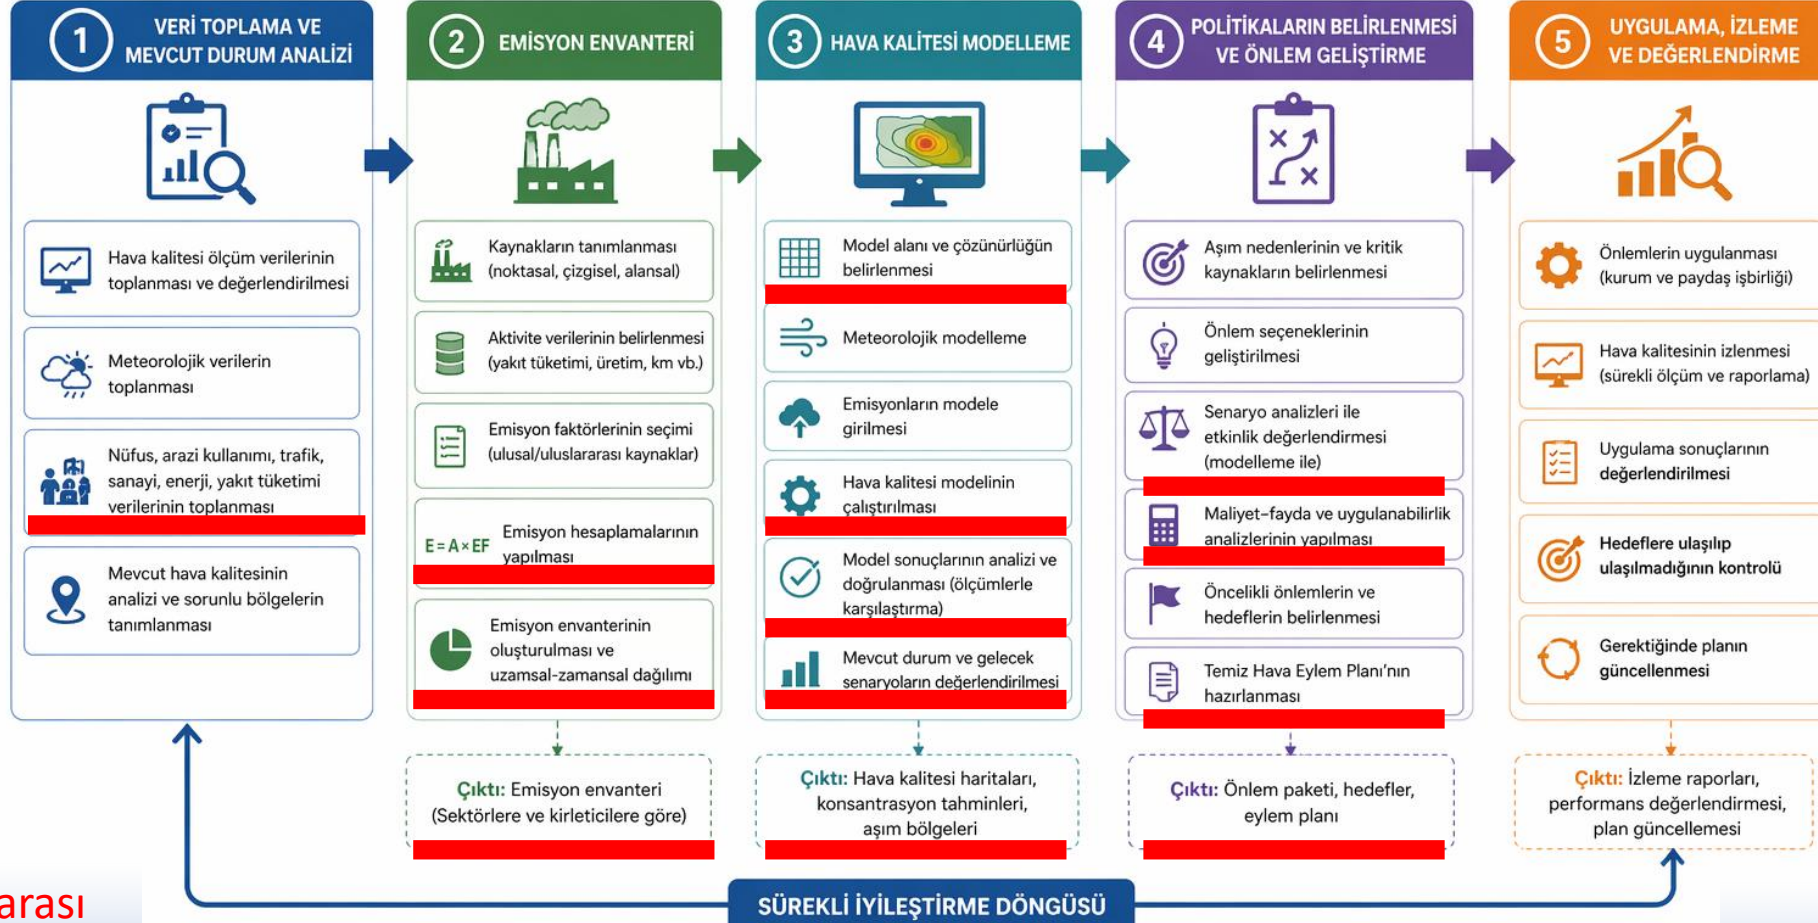 1
VERİ TOPLAMA VE
MEVCUT DURUM ANALİZİ
Hava kalitesi ölçüm verilerinin
toplanması ve değerlendirilmesi
Meteorolojik verilerin
toplanması
Nüfus, arazi kullanımı, trafik,
sanayi, enerji, yakıt tüketimi
verilerinin toplanması
Mevcut hava kalitesinin
analizi ve sorunlu bölgelerin
tanımlanması
2
EMİSYON ENVANTERİ
Kaynakların tanımlanması
(noktasal, çizgisel, alansal)
Aktivite verilerinin belirlenmesi
(yakıt tüketimi, üretim, km vb.)
Emisyon faktörlerinin seçimi
(ulusal/uluslararası kaynaklar)
E=A×EF
Emisyon hesaplamalarının
yapılması
Emisyon envanterinin
oluşturulması ve
uzamsal-zamansal dağılımı
Çıktı: Emisyon envanteri
(Sektörlere ve kirleticilere göre)
3
HAVA KALİTESİ MODELLEME
Model alanı ve çözünürlüğün
belirlenmesi
Meteorolojik modelleme
Emisyonların modele
girilmesi
Hava kalitesi modelinin
çalıştırılması
Model sonuçlarının analizi ve
doğrulanması (ölçümlerle
karşılaştırma)
Mevcut durum ve gelecek
senaryoların değerlendirilmesi
Çıktı: Hava kalitesi haritaları,
konsantrasyon tahminleri,
aşım bölgeleri
4
POLİTİKALARIN BELİRLENMESİ
VE ÖNLEM GELİŞTİRME
Aşım nedenlerinin ve kritik
kaynakların belirlenmesi
Önlem seçeneklerinin
geliştirilmesi
Senaryo analizleri ile
etkinlik değerlendirmesi
(modelleme ile)
Maliyet–fayda ve uygulanabilirlik
analizlerinin yapılması
Öncelikli önlemlerin ve
hedeflerin belirlenmesi
Temiz Hava Eylem Planı’nın
hazırlanması
Çıktı: Önlem paketi, hedefler,
eylem planı
5
UYGULAMA, İZLEME
VE DEĞERLENDİRME
Önlemlerin uygulanması
(kurum ve paydaş işbirliği)
Hava kalitesinin izlenmesi
(sürekli ölçüm ve raporlama)
Uygulama sonuçlarının
değerlendirilmesi
Hedeflere ulaşılıp
ulaşılmadığının kontrolü
Gerektiğinde planın
güncellenmesi
Çıktı: İzleme raporları,
performans değerlendirmesi,
plan güncellemesi
SÜREKLİ İYİLEŞTİRME DÖNGÜSÜ
arası